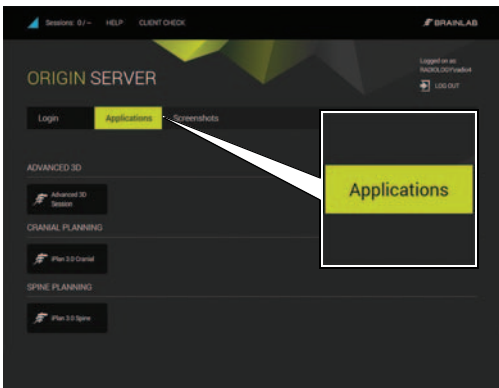 Sessions: 0/– HELP CLIENT CHECK BRAINLAB
Logged on as:
ORIGIN SERVER
LOG OUT
Login Applications Screenshots
Applications
ADVANCED 3D
Advanced 3D
Session
CRANIAL PLANNING
iPlan 3.0 Cranial
SPINE PLANNING
iPlan 3.0 Spine